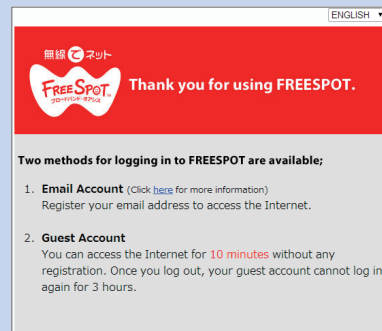 ENGLISH
無線でネット
FREESPOT
ブロードバンド・オアシス
Thank you for using FREESPOT.
Two methods for logging in to FREESPOT are available;
1. Email Account (Click here for more information)
Register your email address to access the Internet.
2. Guest Account
You can access the Internet for 10 minutes without any
registration. Once you log out, your guest account cannot log in
again for 3 hours.